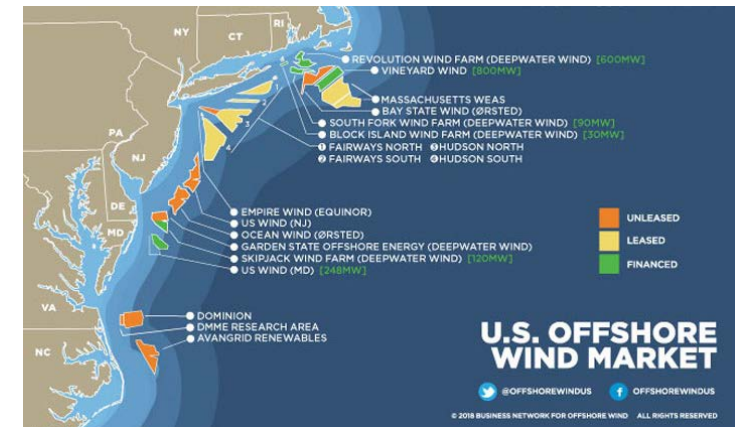 NY
CT
RI
PA
NJ
DE
MD
VA
NC
1
2
3
4
REVOLUTION WIND FARM (DEEPWATER WIND) [600MW]
VINEYARD WIND [800MW]
MASSACHUSETTS WEAS
BAY STATE WIND (ØRSTED)
SOUTH FORK WIND FARM (DEEPWATER WIND) [90MW]
BLOCK ISLAND WIND FARM (DEEPWATER WIND) [30MW]
❶ FAIRWAYS NORTH ❸ HUDSON NORTH
❷ FAIRWAYS SOUTH ❹ HUDSON SOUTH
EMPIRE WIND (EQUINOR)
US WIND (NJ)
OCEAN WIND (ØRSTED)
GARDEN STATE OFFSHORE ENERGY (DEEPWATER WIND)
SKIPJACK WIND FARM (DEEPWATER WIND) [120MW]
US WIND (MD) [248MW]
DOMINION
DMME RESEARCH AREA
AVANGRID RENEWABLES
UNLEASED
LEASED
FINANCED
U.S. OFFSHORE
WIND MARKET
@OFFSHOREWINDUS OFFSHOREWINDUS
© 2018 BUSINESS NETWORK FOR OFFSHORE WIND ALL RIGHTS RESERVED